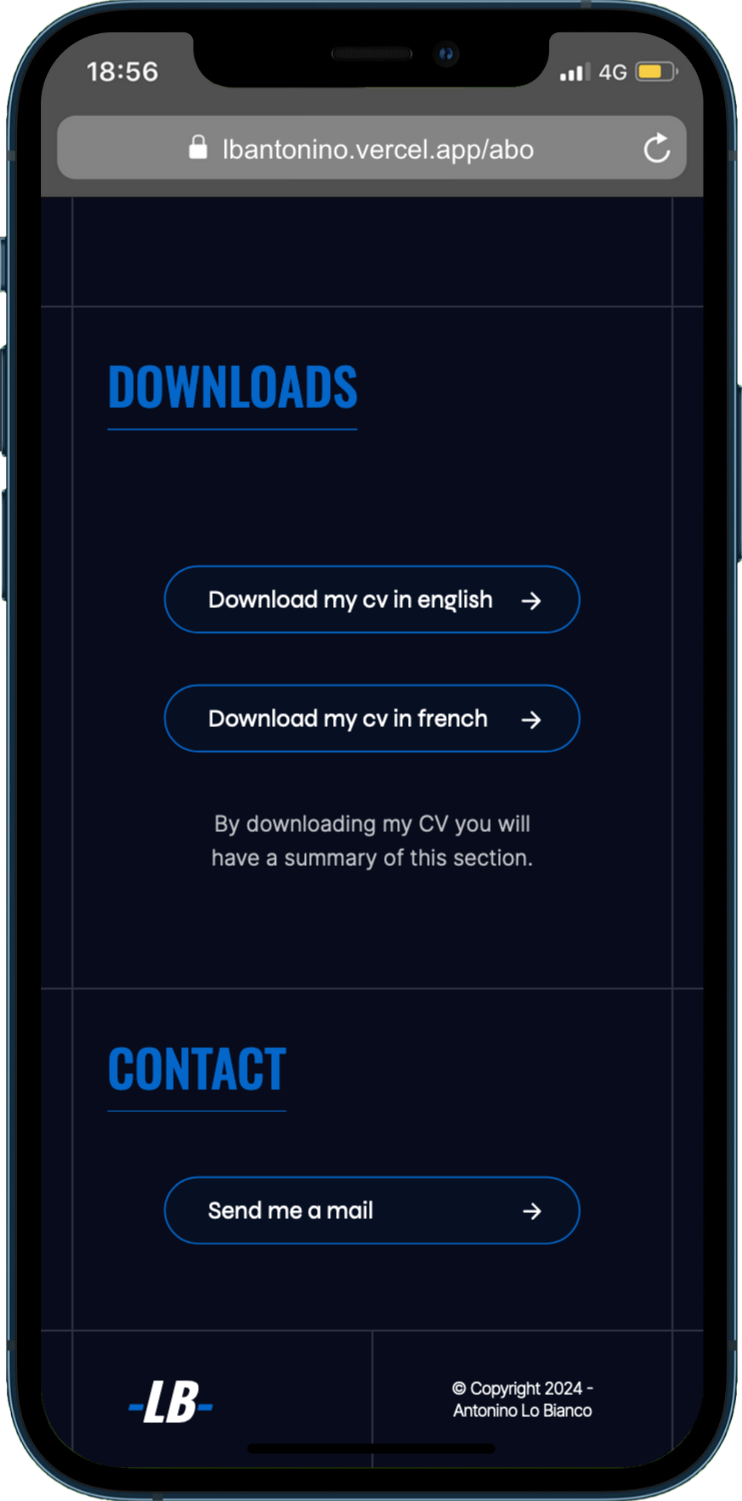 18:56 4G
lbantonino.vercel.app/abo
DOWNLOADS
Download my cv in english →
Download my cv in french →
By downloading my CV you will
have a summary of this section.
CONTACT
Send me a mail →
-LB-
© Copyright 2024 -
Antonino Lo Bianco